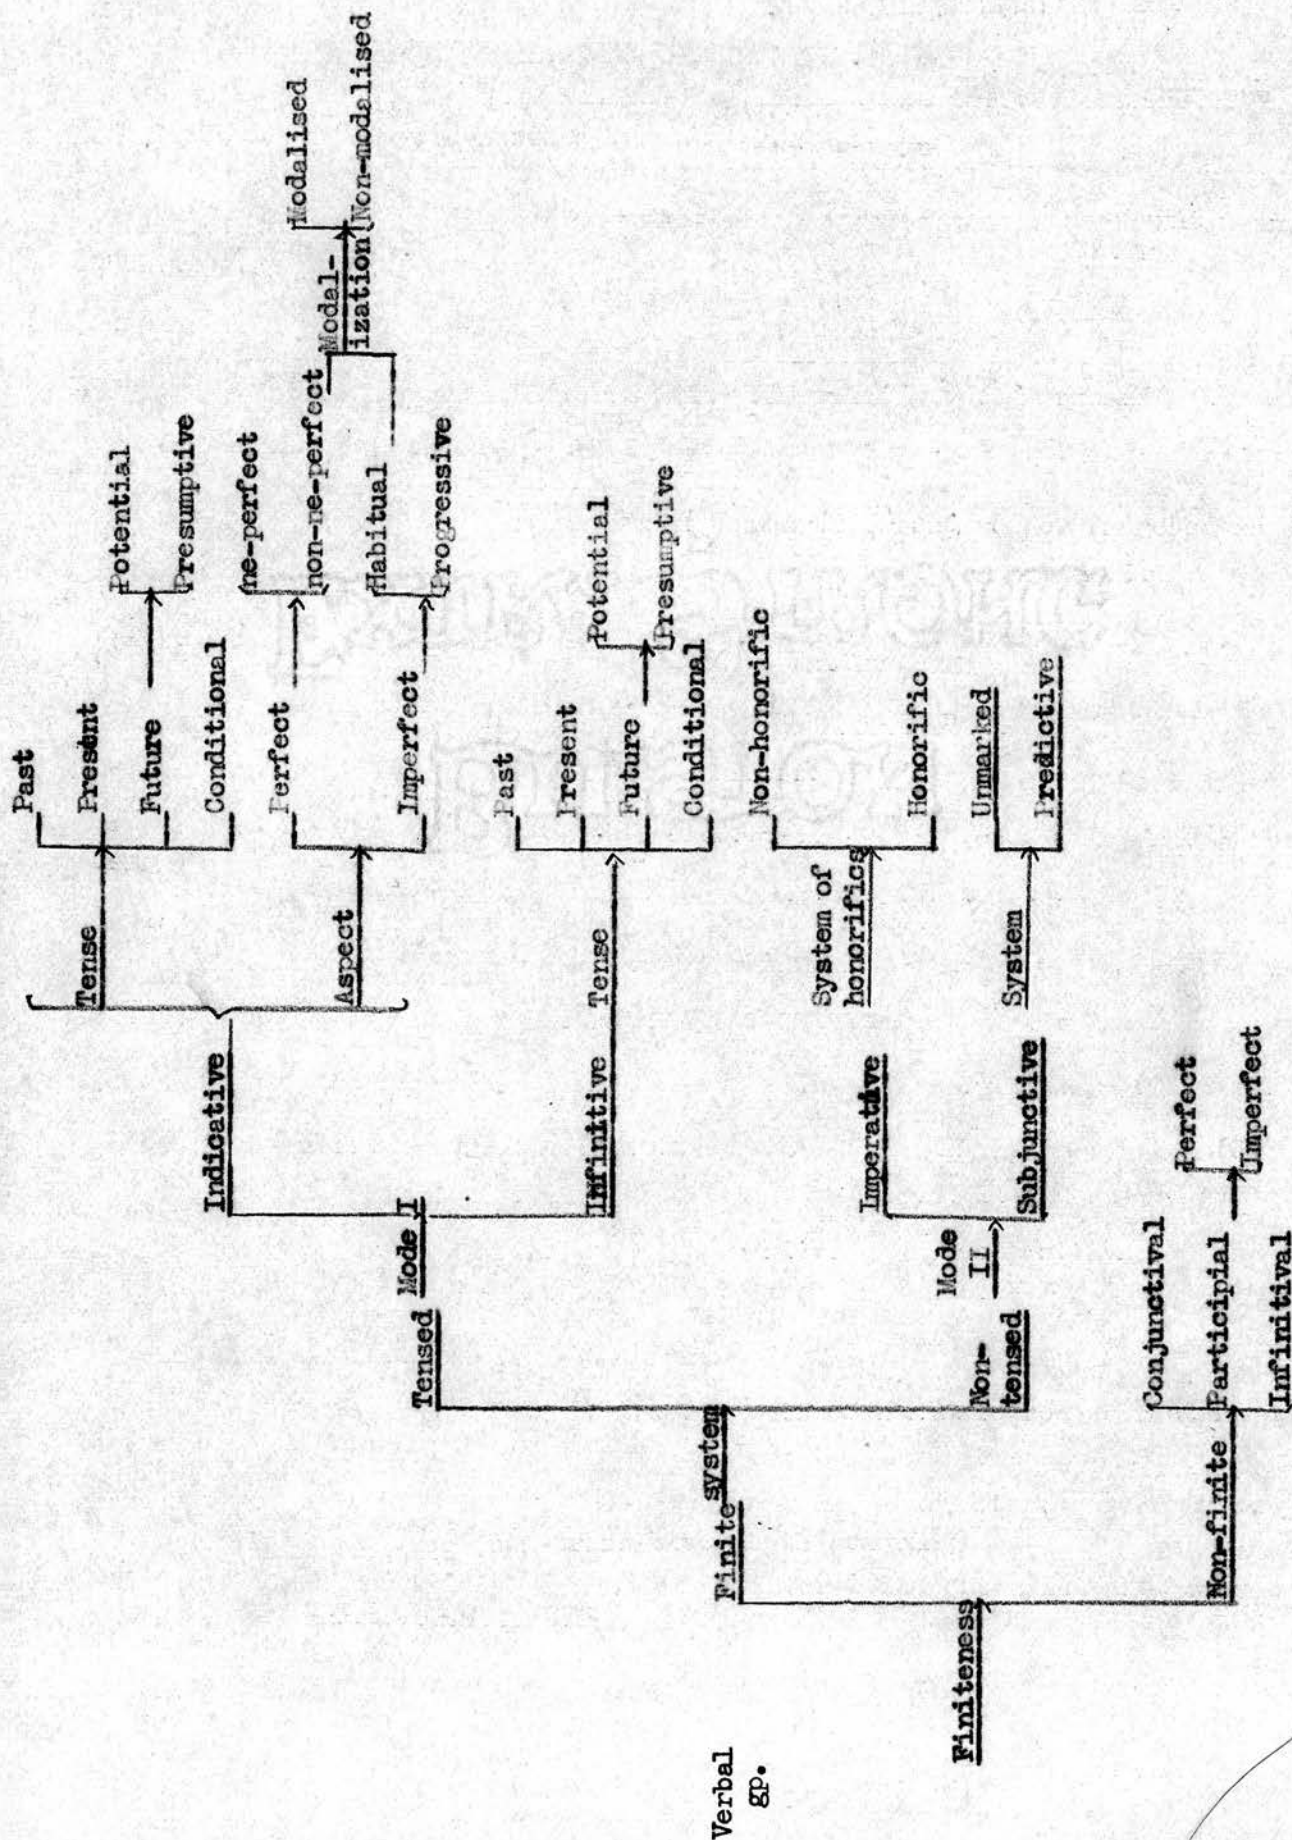 Verbal
gp.
Finiteness
Finite
system
Tensed
Mode I
Indicative
Tense
Past
Present
Future
Potential
Presumptive
Conditional
Aspect
Perfect
ne-perfect
non-ne-perfect
Imperfect
Habitual
Progressive
Modal-
ization
Modalised
Non-modalised
Infinitive
Tense
Past
Present
Future
Potential
Presumptive
Conditional
Non-
tensed
Mode
II
Imperative
System of
honorifics
Non-honorific
Honorific
Subjunctive
System
Unmarked
Predictive
Non-finite
Conjunctival
Participial
Perfect
Imperfect
Infinitival